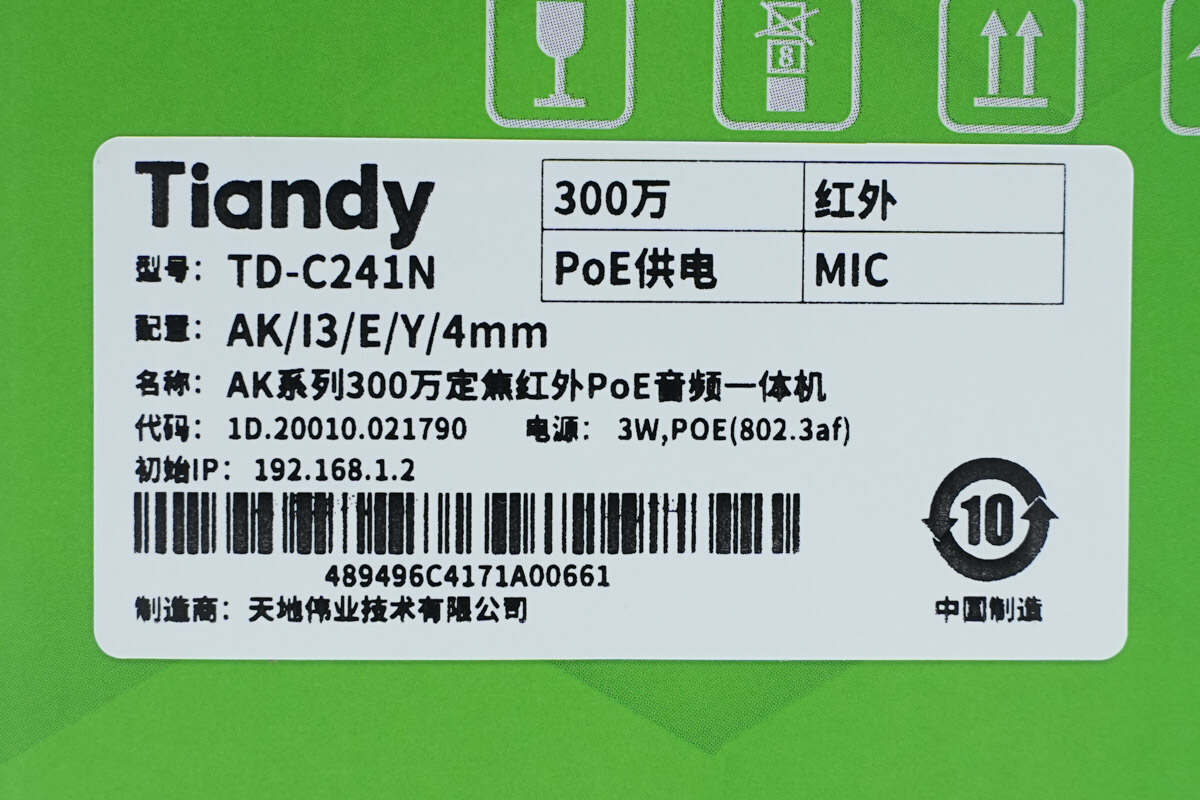 8
Tiandy
300万 红外
PoE供电 MIC
型号: TD-C241N
配置: AK/I3/E/Y/4mm
名称: AK系列300万定焦红外PoE音频一体机
代码: 1D.20010.021790 电源: 3W,POE(802.3af)
初始IP: 192.168.1.2
489496C4171A00661
10
制造商: 天地伟业技术有限公司
中国制造